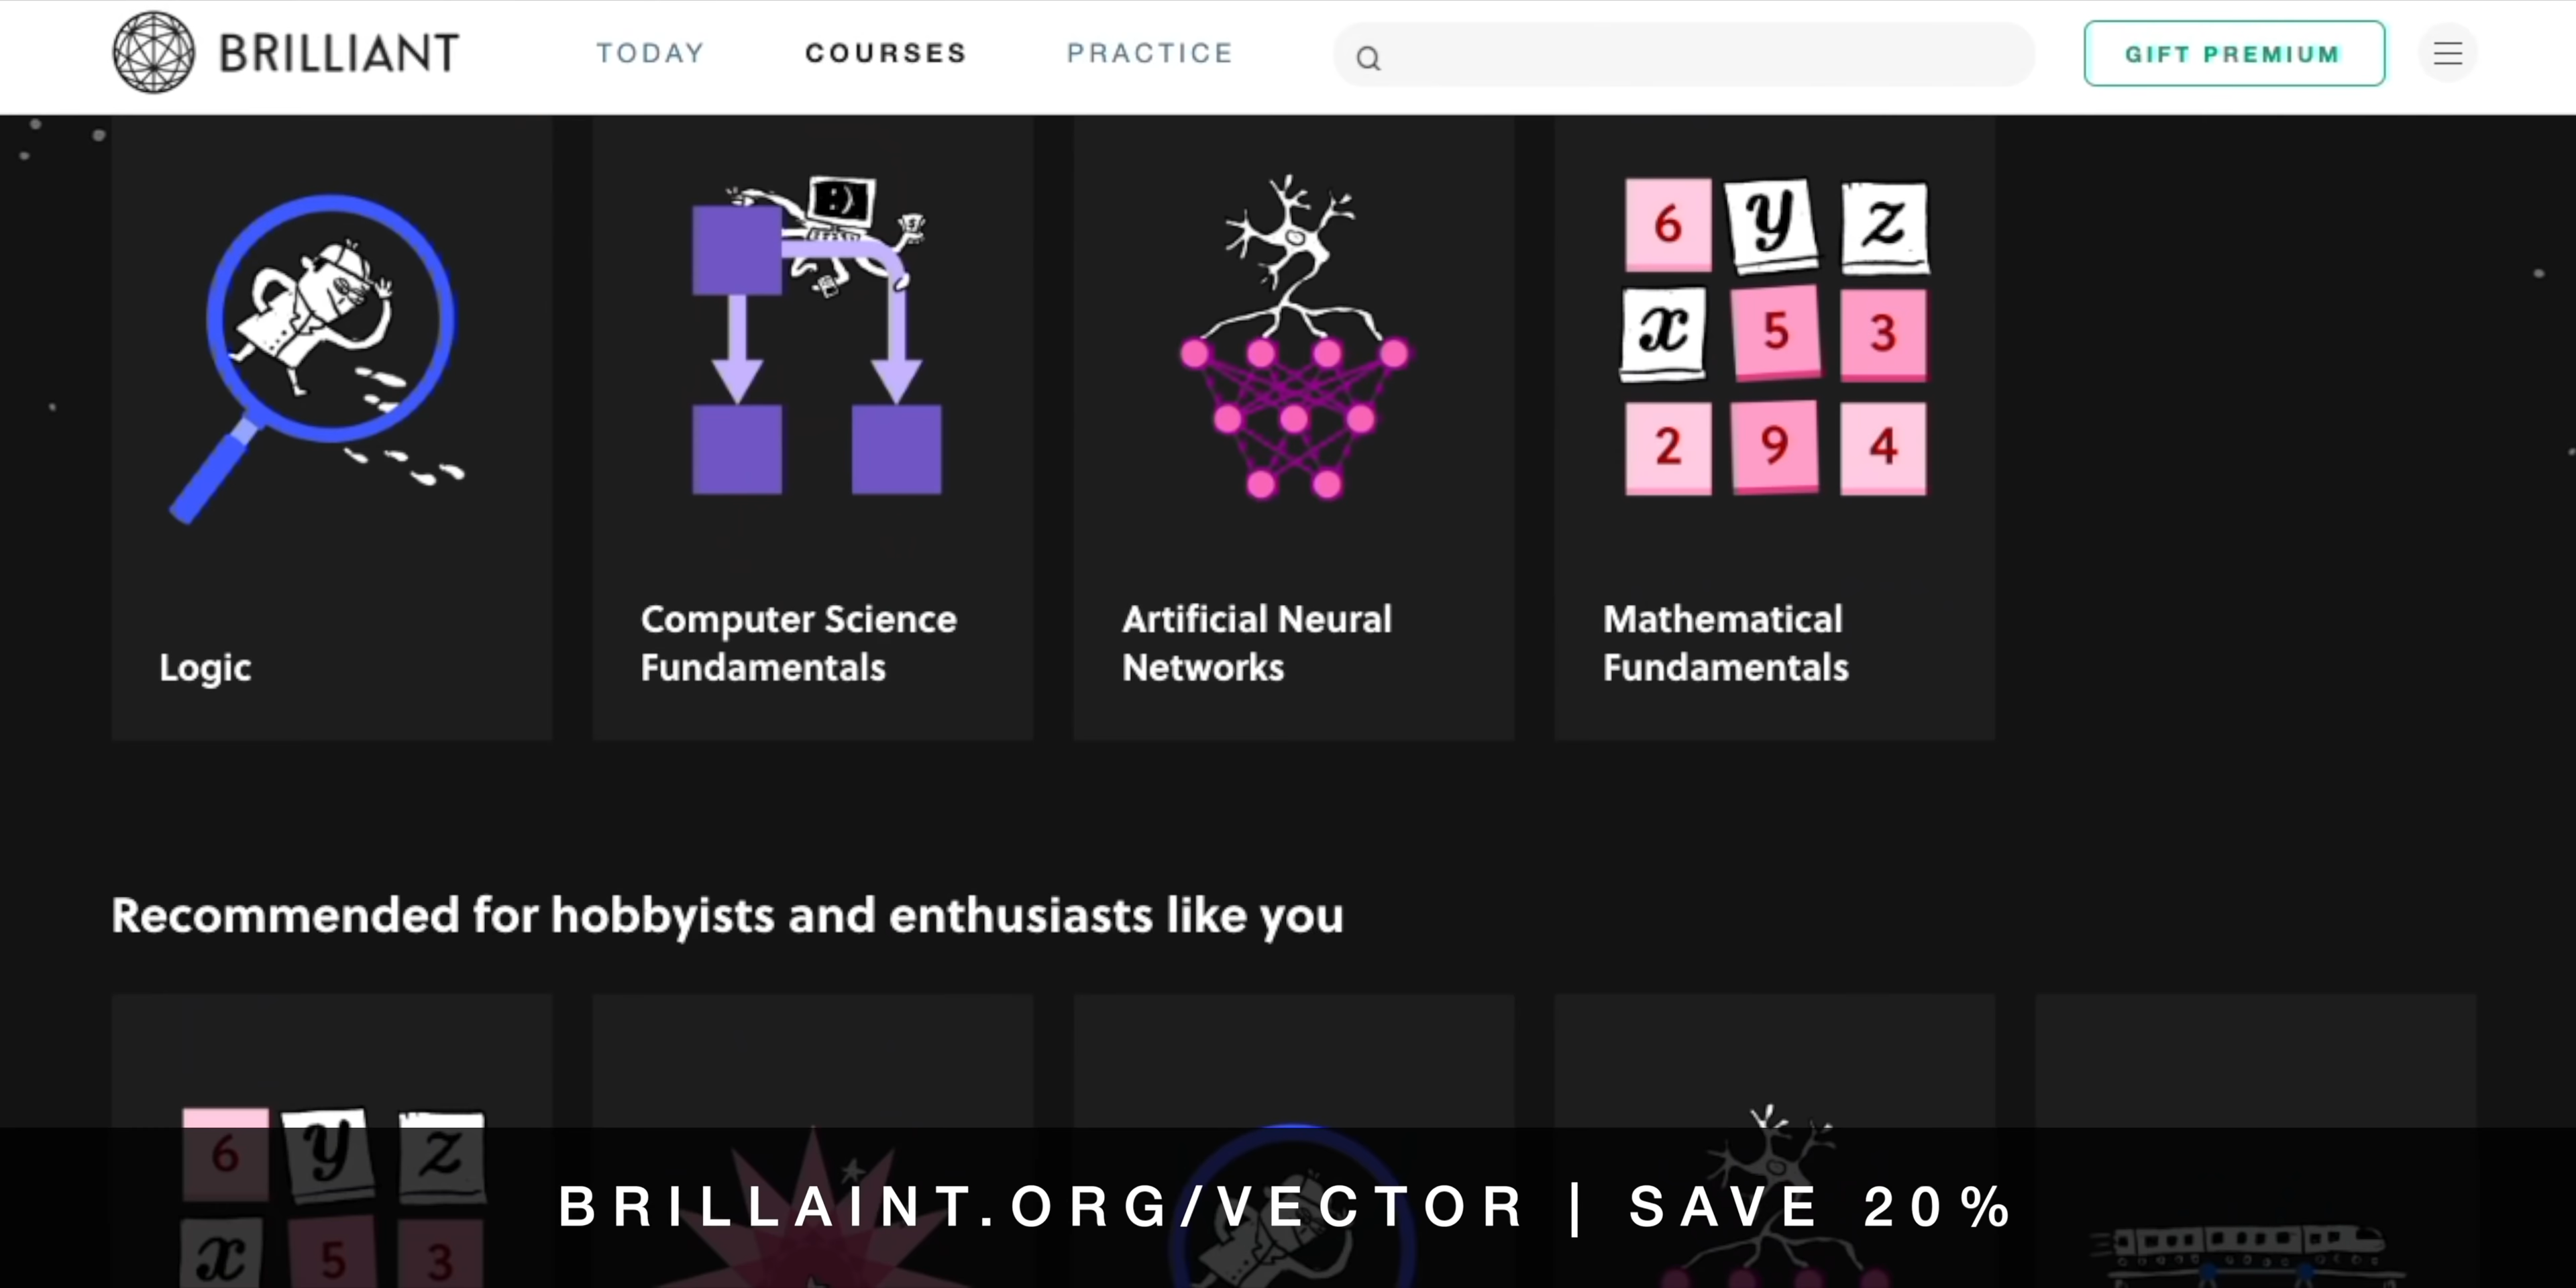 BRILLIANT TODAY COURSES PRACTICE GIFT PREMIUM
6 y z
x 5 3
2 9 4
Logic
Computer Science
Fundamentals
Artificial Neural
Networks
Mathematical
Fundamentals
Recommended for hobbyists and enthusiasts like you
6 y z
x 5 3
BRILLAINT.ORG/VECTOR | SAVE 20%